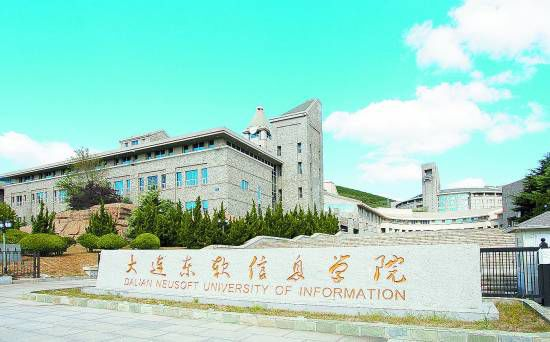 大连东软信息学院
DALIAN NEUSOFT UNIVERSITY OF INFORMATION